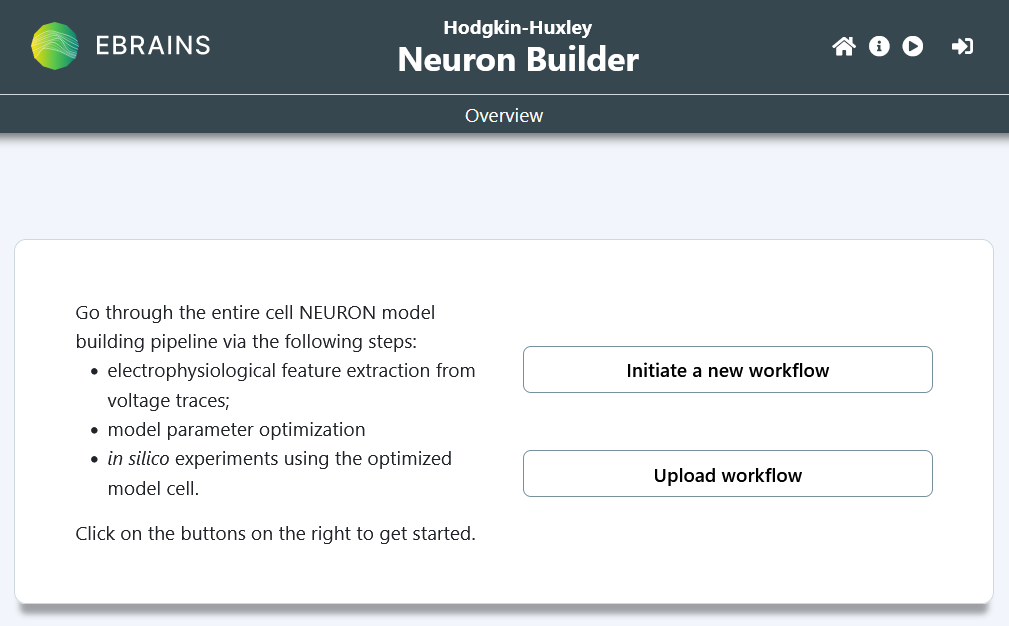 EBRAINS
Hodgkin-Huxley
Neuron Builder
Overview
Go through the entire cell NEURON model
building pipeline via the following steps:
• electrophysiological feature extraction from
voltage traces;
• model parameter optimization
• in silico experiments using the optimized
model cell.
Click on the buttons on the right to get started.
Initiate a new workflow
Upload workflow